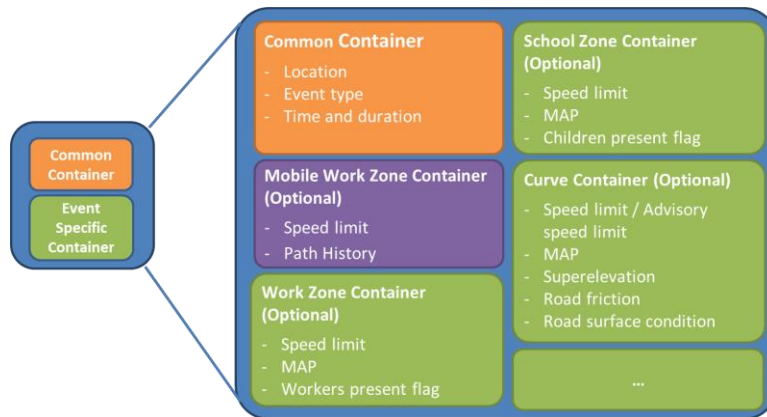 Common
Container
Event
Specific
Container
Common Container
- Location
- Event type
- Time and duration
Mobile Work Zone Container
(Optional)
- Speed limit
- Path History
Work Zone Container
(Optional)
- Speed limit
- MAP
- Workers present flag
School Zone Container
(Optional)
- Speed limit
- MAP
- Children present flag
Curve Container (Optional)
- Speed limit / Advisory
speed limit
- MAP
- Superelevation
- Road friction
- Road surface condition
...